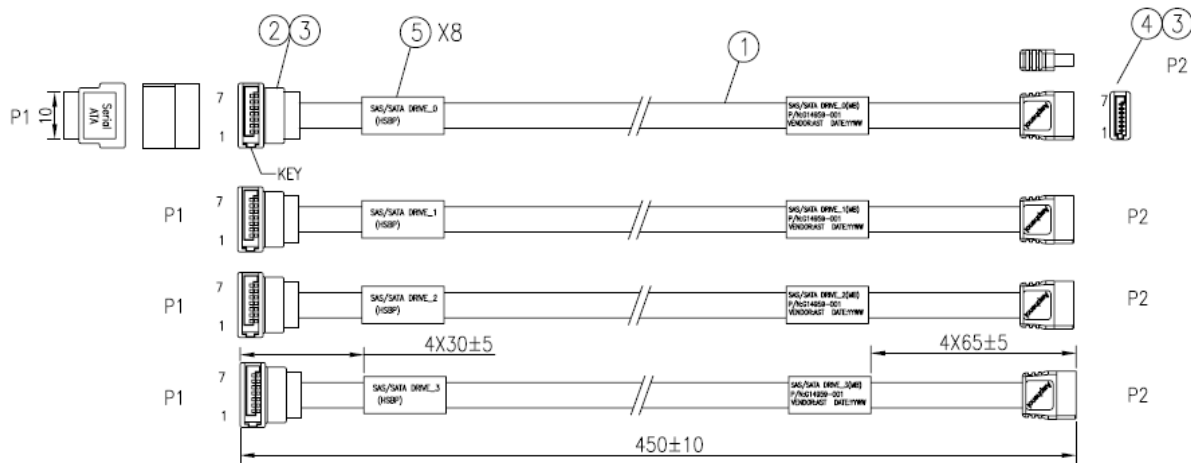 ② ③
⑤ X8
①
④ ③
P2
P1
10
Serial
ATA
7
1
KEY
SAS/SATA DRIVE_0
(HSBP)
SAS/SATA DRIVE_0(MB)
P/N:G14959-001
VENDOR:AST DATE:YYWW
7
1
P1
7
1
SAS/SATA DRIVE_1
(HSBP)
SAS/SATA DRIVE_1(MB)
P/N:G14959-001
VENDOR:AST DATE:YYWW
P2
P1
7
1
SAS/SATA DRIVE_2
(HSBP)
SAS/SATA DRIVE_2(MB)
P/N:G14959-001
VENDOR:AST DATE:YYWW
P2
4X30±5
4X65±5
P1
7
1
SAS/SATA DRIVE_3
(HSBP)
SAS/SATA DRIVE_3(MB)
P/N:G14959-001
VENDOR:AST DATE:YYWW
P2
450±10